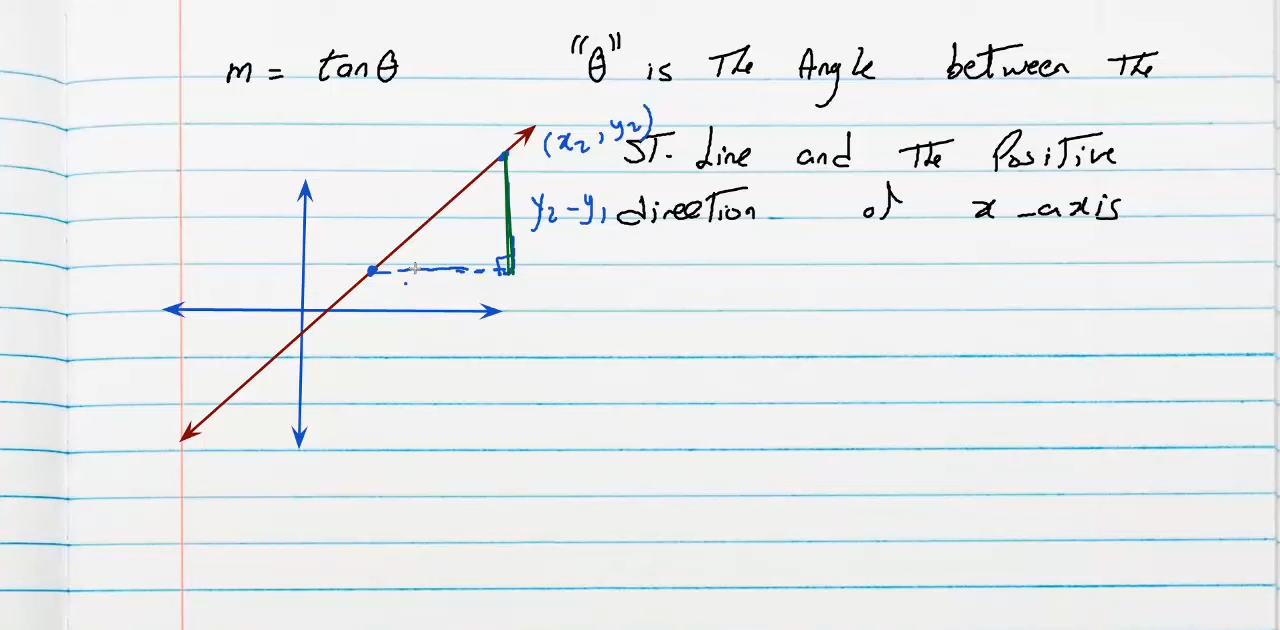 m = tanθ "θ" is The Angle between The
(x₂, y₂) ST. Line and The Positive
y₂-y₁ direction of x-axis